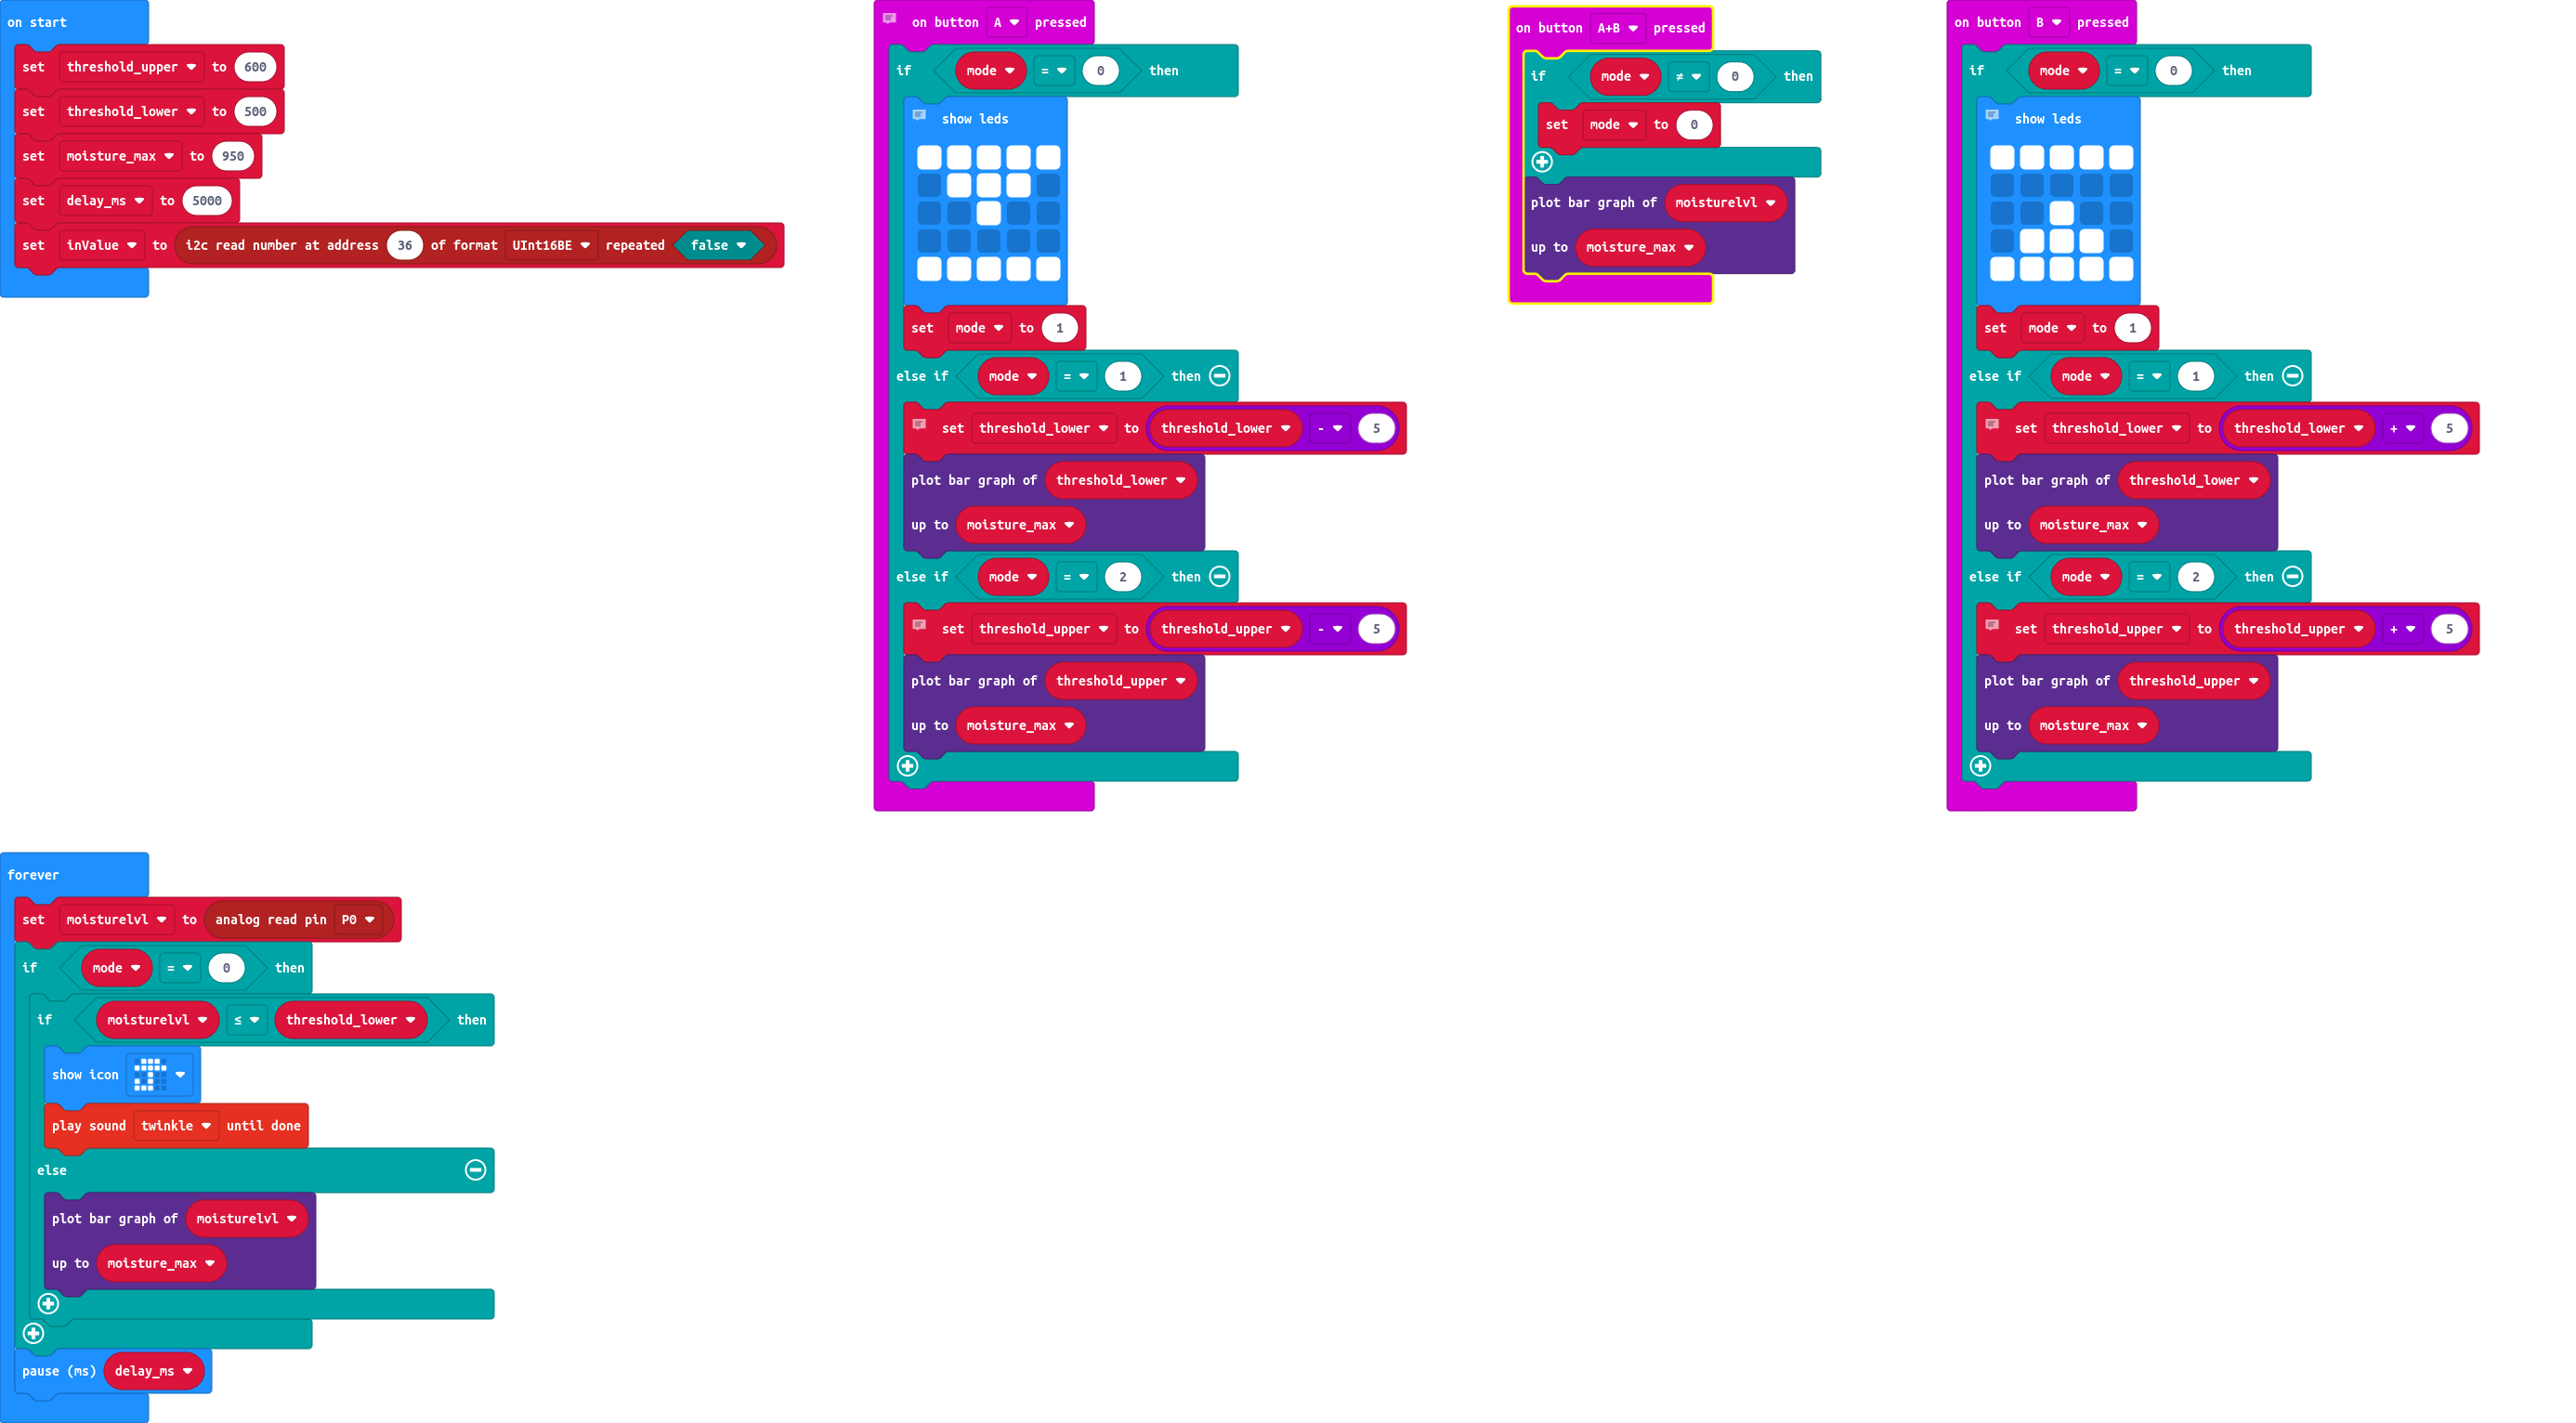 on start
set threshold_upper to 600
set threshold_lower to 500
set moisture_max to 950
set delay_ms to 5000
set inValue to i2c read number at address 36 of format UInt16BE repeated false
on button A pressed
if mode = 0 then
show leds
set mode to 1
else if mode = 1 then
set threshold_lower to threshold_lower - 5
plot bar graph of threshold_lower
up to moisture_max
else if mode = 2 then
set threshold_upper to threshold_upper - 5
plot bar graph of threshold_upper
up to moisture_max
on button A+B pressed
if mode ≠ 0 then
set mode to 0
plot bar graph of moisturelvl
up to moisture_max
on button B pressed
if mode = 0 then
show leds
set mode to 1
else if mode = 1 then
set threshold_lower to threshold_lower + 5
plot bar graph of threshold_lower
up to moisture_max
else if mode = 2 then
set threshold_upper to threshold_upper + 5
plot bar graph of threshold_upper
up to moisture_max
forever
set moisturelvl to analog read pin P0
if mode = 0 then
if moisturelvl ≤ threshold_lower then
show icon
play sound twinkle until done
else
plot bar graph of moisturelvl
up to moisture_max
pause (ms) delay_ms